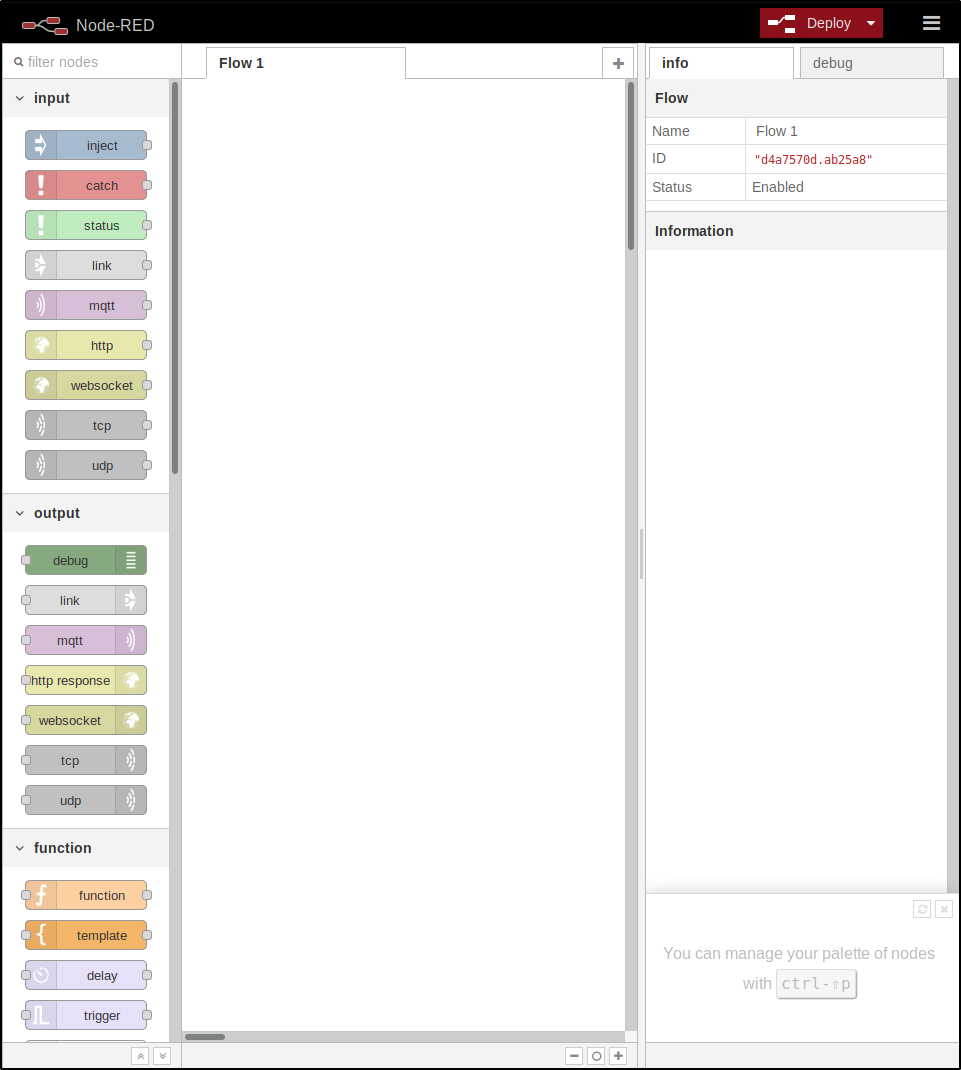 Node-RED
Deploy
filter nodes
input
inject
catch
status
link
mqtt
http
websocket
tcp
udp
output
debug
link
mqtt
http response
websocket
tcp
udp
function
function
template
delay
trigger
Flow 1
info
debug
Flow
Name Flow 1
ID "d4a7570d.ab25a8"
Status Enabled
Information
You can manage your palette of nodes
with ctrl-⇧p